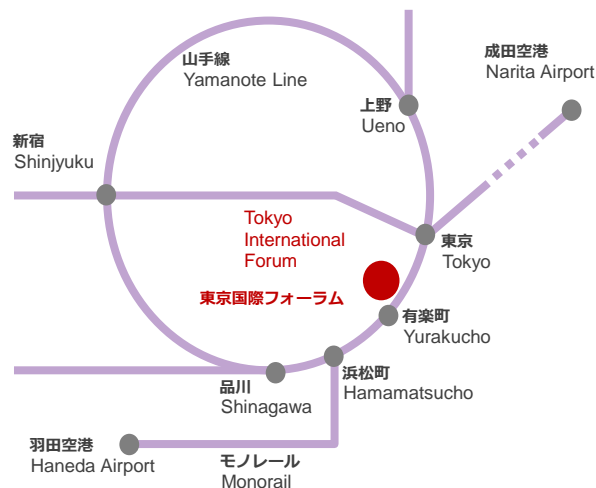 山手線
Yamanote Line
成田空港
Narita Airport
上野
Ueno
新宿
Shinjyuku
Tokyo
International
Forum
東京国際フォーラム
東京
Tokyo
有楽町
Yurakucho
浜松町
Hamamatsucho
品川
Shinagawa
羽田空港
Haneda Airport
モノレール
Monorail